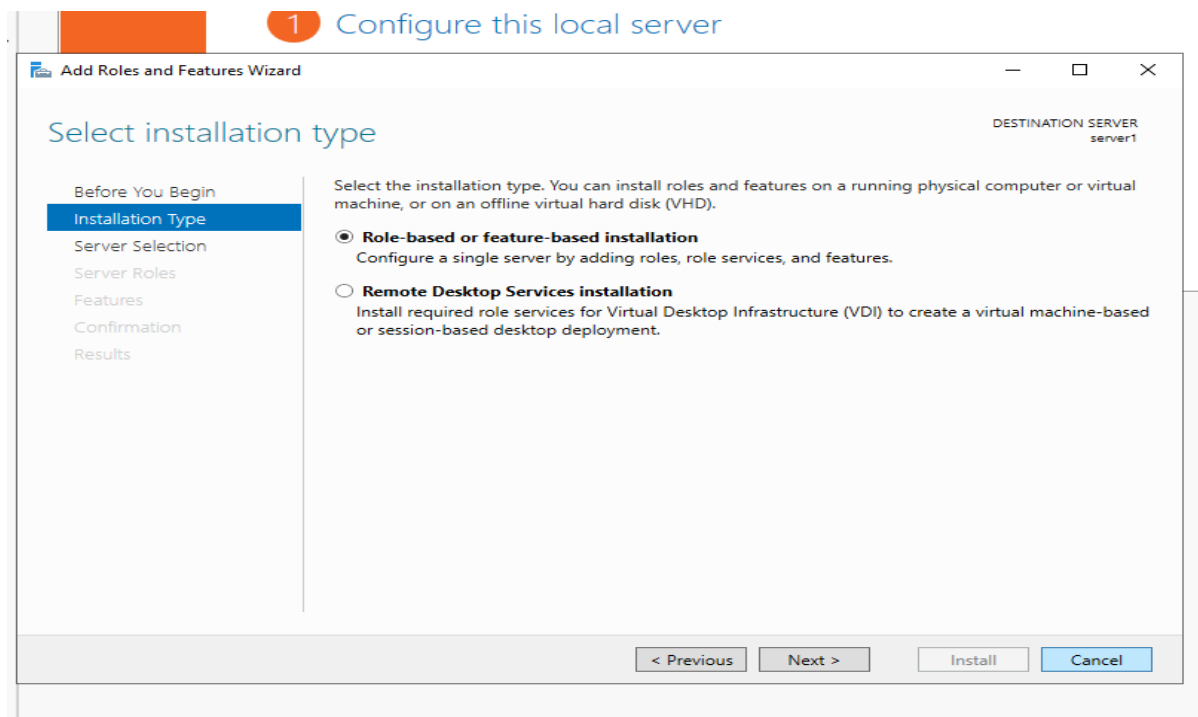 1 Configure this local server
Add Roles and Features Wizard
Select installation type
DESTINATION SERVER
server1
Before You Begin
Installation Type
Server Selection
Server Roles
Features
Confirmation
Results
Select the installation type. You can install roles and features on a running physical computer or virtual
machine, or on an offline virtual hard disk (VHD).
Role-based or feature-based installation
Configure a single server by adding roles, role services, and features.
Remote Desktop Services installation
Install required role services for Virtual Desktop Infrastructure (VDI) to create a virtual machine-based
or session-based desktop deployment.
< Previous Next > Install Cancel